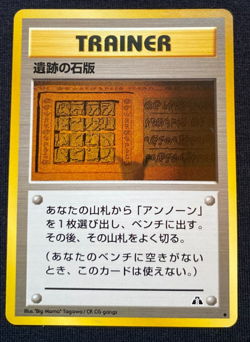 TRAINER
遺跡の石版
あなたの山札から「アンノーン」
を1枚選び出し、ベンチに出す。
その後、その山札をよく切る。
(あなたのベンチに空きがない
とき、このカードは使えない。)
Illus. "Big Mama" Tagawa / CR CG gangs